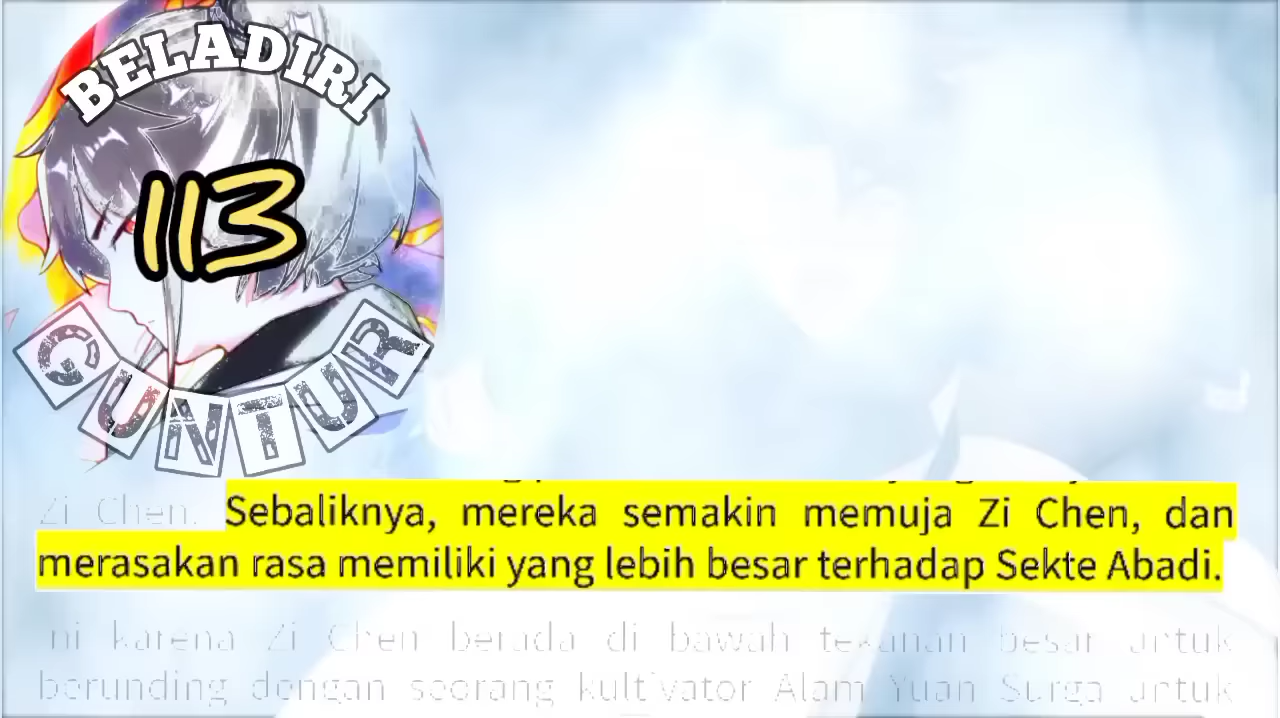 BELADIRI
113
GUNTUR
Zi Chen. Sebaliknya, mereka semakin memuja Zi Chen, dan
merasakan rasa memiliki yang lebih besar terhadap Sekte Abadi.
ni karena Zi Chen berada di bawah tekanan besar untuk
berunding dengan seorang kultivator Alam Yuan Surga untuk